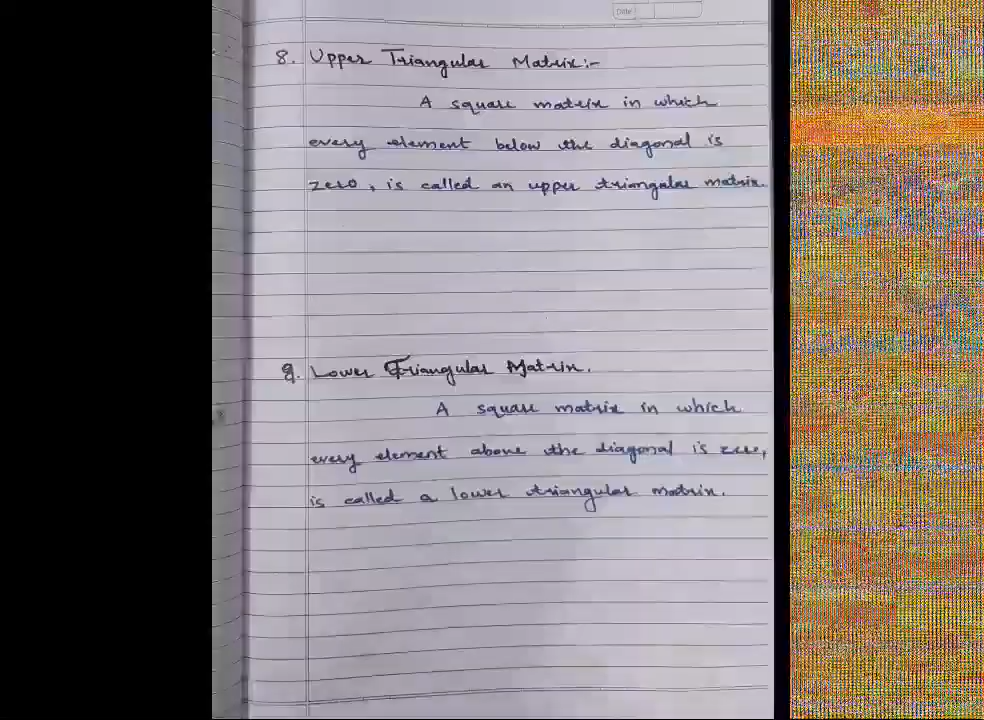 Date
8. Upper Triangular Matrix:-
A square matrix in which
every element below the diagonal is
zero, is called an upper triangular matrix.
9. Lower Triangular Matrix.
A square matrix in which
every element above the diagonal is zero,
is called a lower triangular matrix.